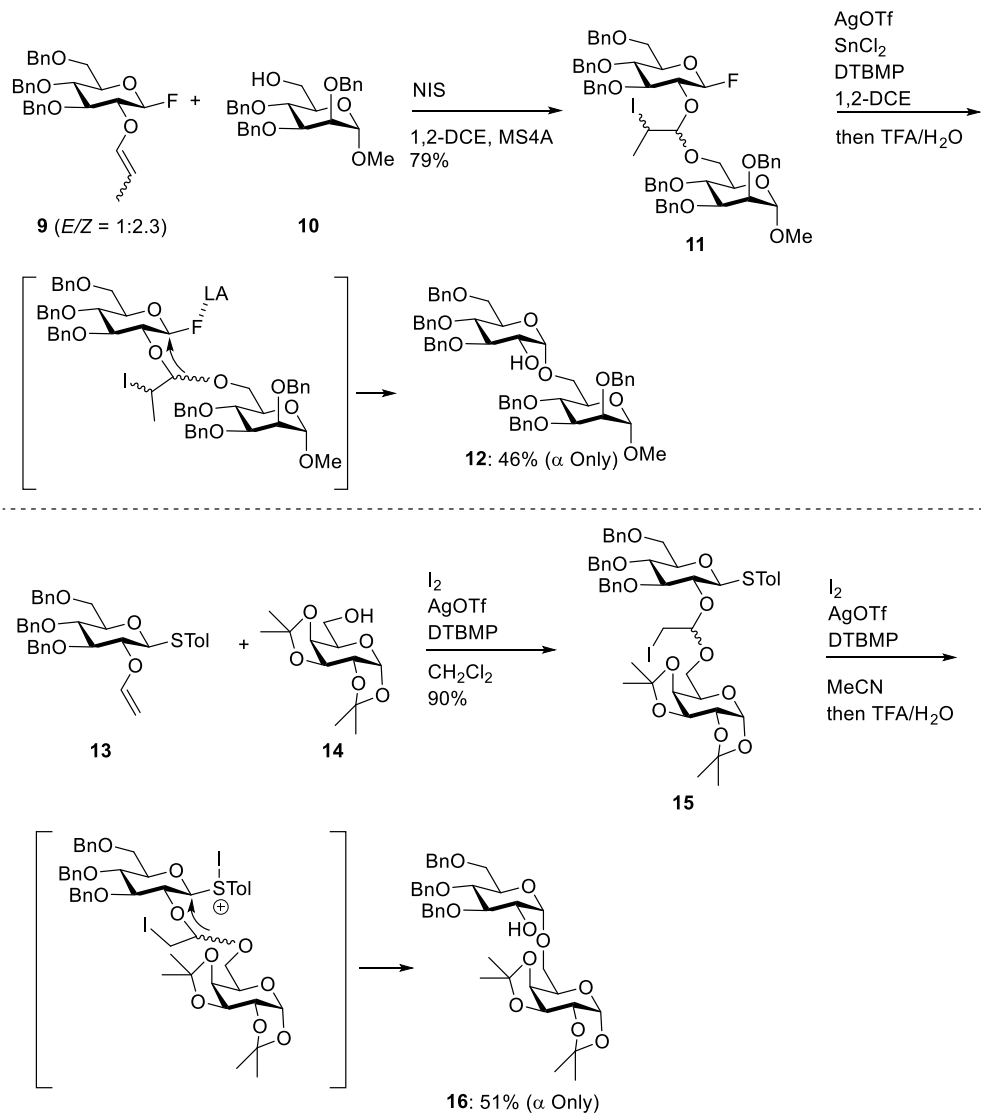 BnO
BnO
BnO
O
F
O
9 (E/Z = 1:2.3)
+
HO
OBn
BnO
BnO
O
OMe
10
NIS
1,2-DCE, MS4A
79%
BnO
BnO
BnO
O
F
I
O
O
OBn
BnO
BnO
O
OMe
11
AgOTf
SnCl2
DTBMP
1,2-DCE
then TFA/H2O
BnO
BnO
BnO
O
LA
F
O
I
O
OBn
BnO
BnO
O
OMe
BnO
BnO
BnO
O
HO
O
OBn
BnO
BnO
O
OMe
12: 46% (α Only)
BnO
BnO
BnO
O
STol
O
13
+
O
OH
O
O
O
O
14
I2
AgOTf
DTBMP
CH2Cl2
90%
BnO
BnO
BnO
O
STol
O
I
O
O
O
O
O
O
15
I2
AgOTf
DTBMP
MeCN
then TFA/H2O
BnO
BnO
BnO
O
I
STol
+
O
I
O
O
O
O
O
O
BnO
BnO
BnO
O
HO
O
O
O
O
O
O
16: 51% (α Only)